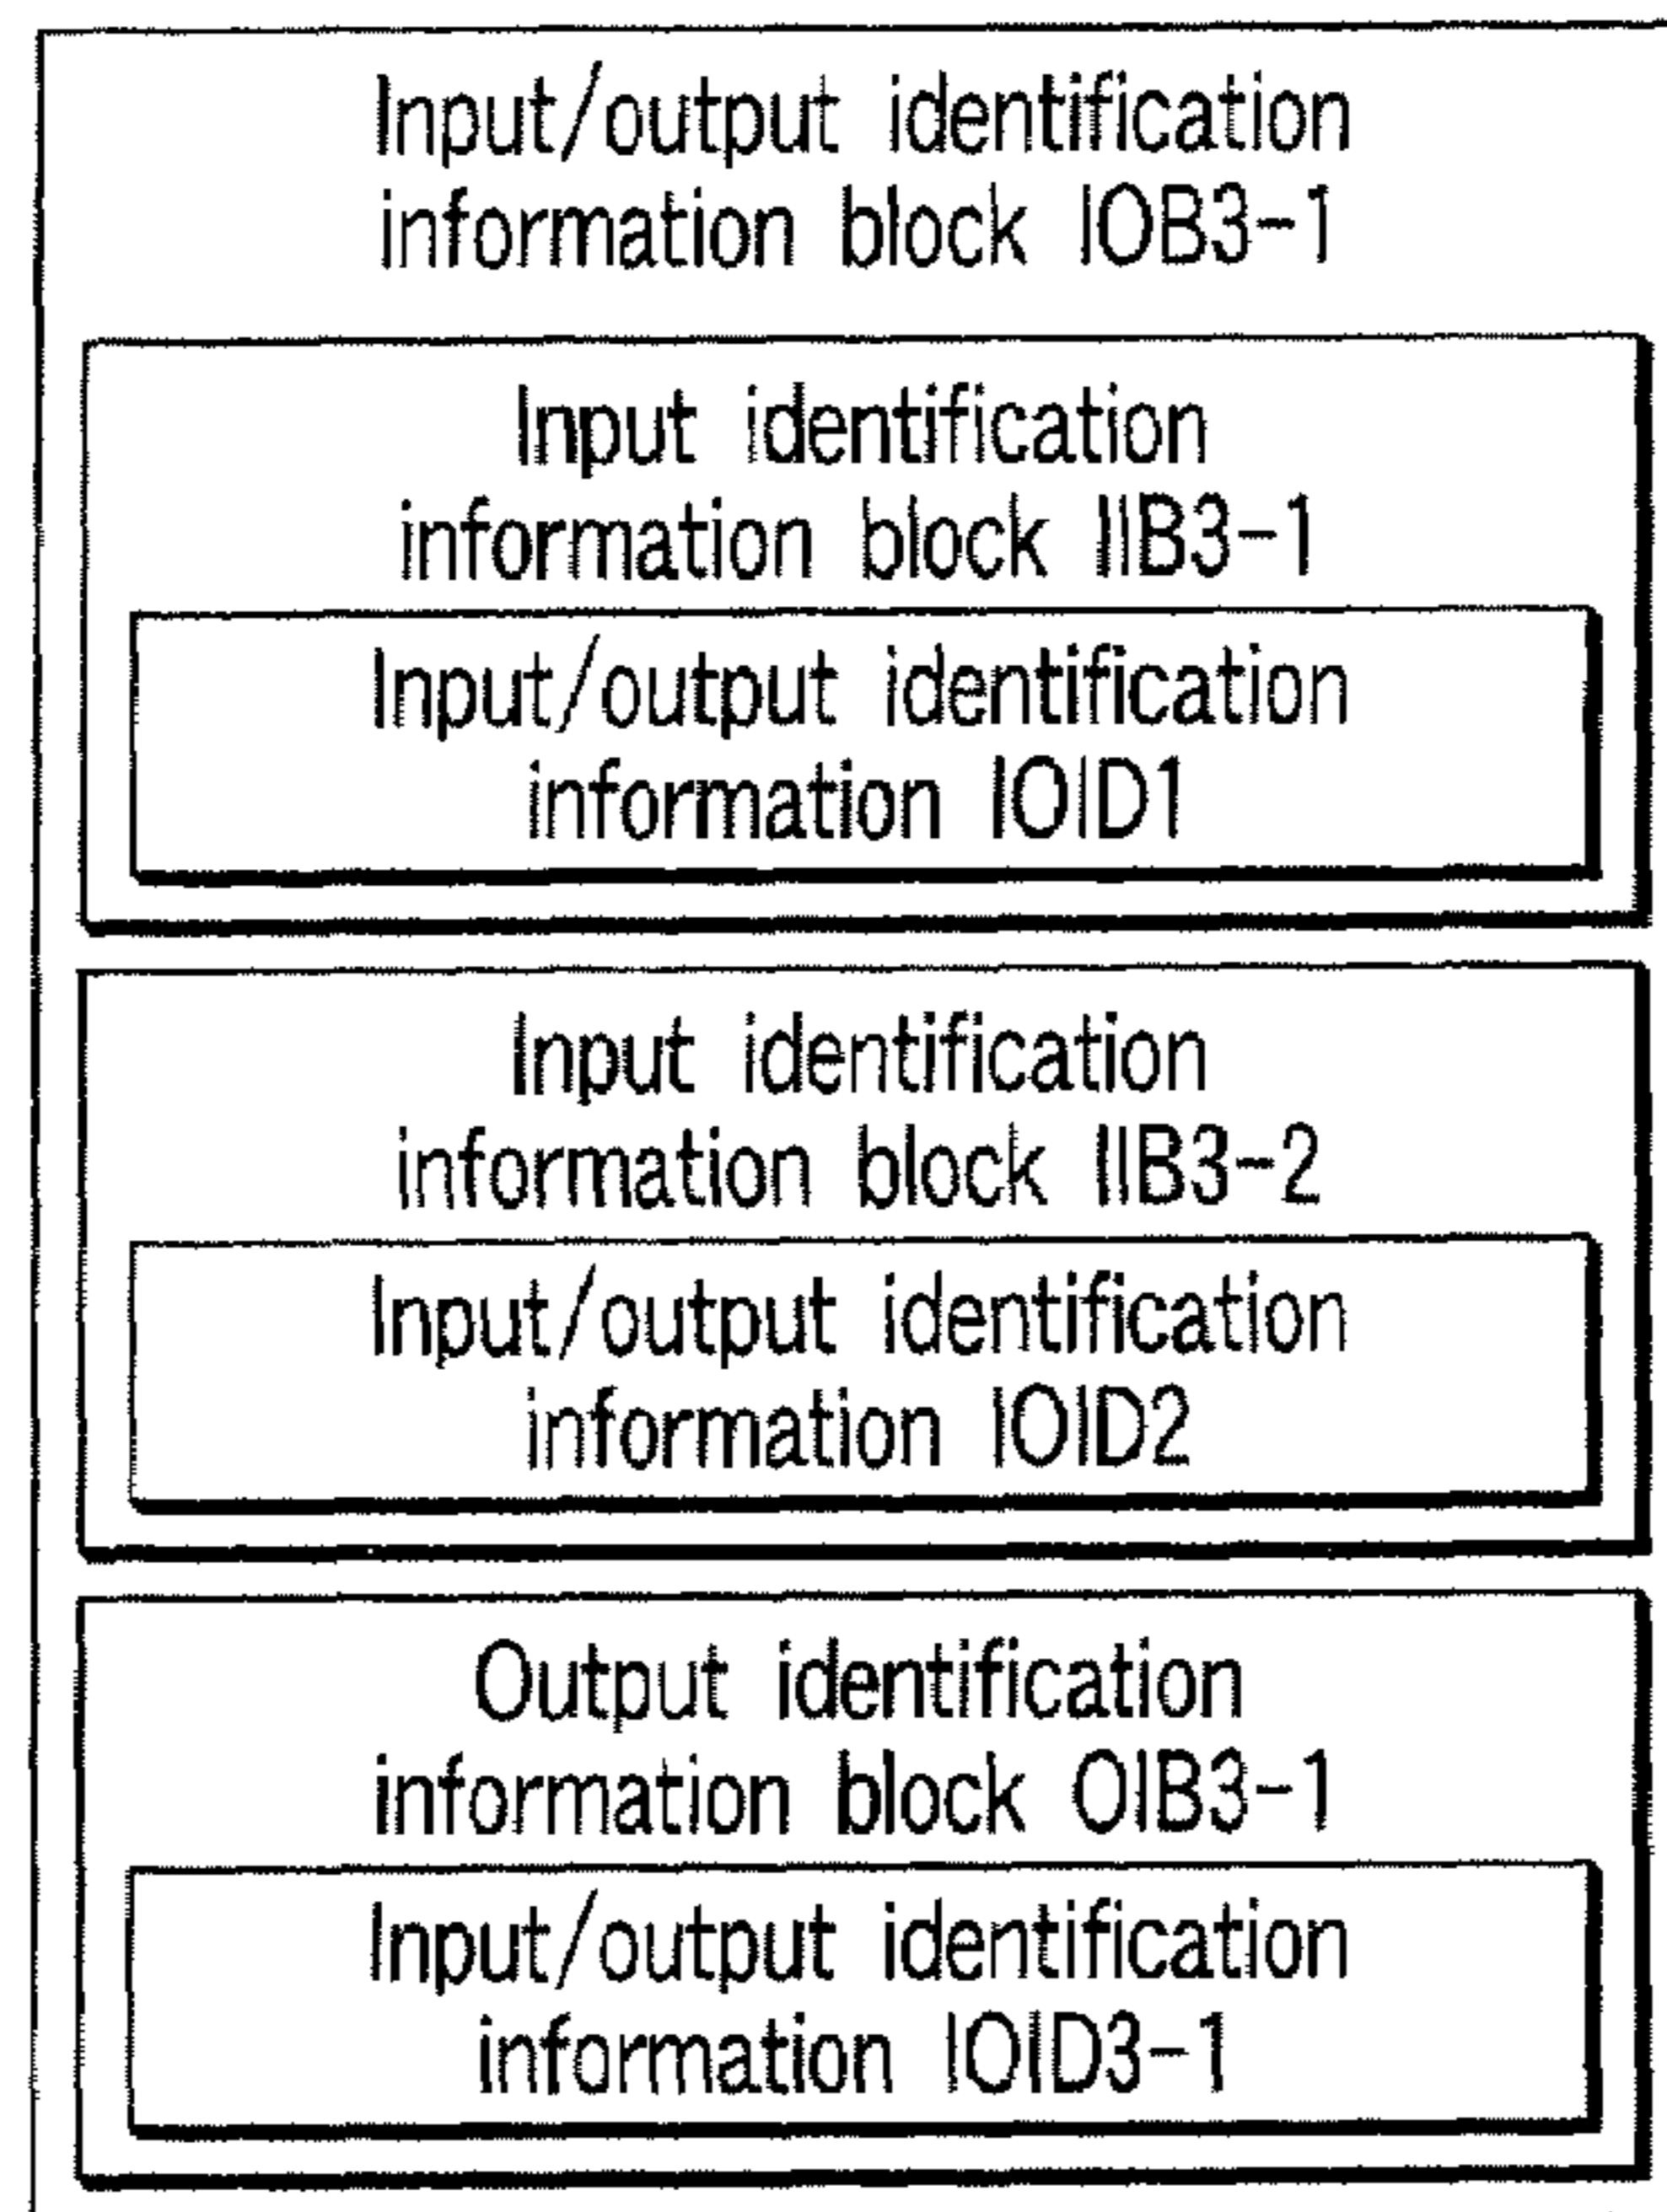 Input/output identification
information block IOB3-1
Input identification
information block IIB3-1
Input/output identification
information IOID1
Input identification
information block IIB3-2
Input/output identification
information IOID2
Output identification
information block OIB3-1
Input/output identification
information IOID3-1